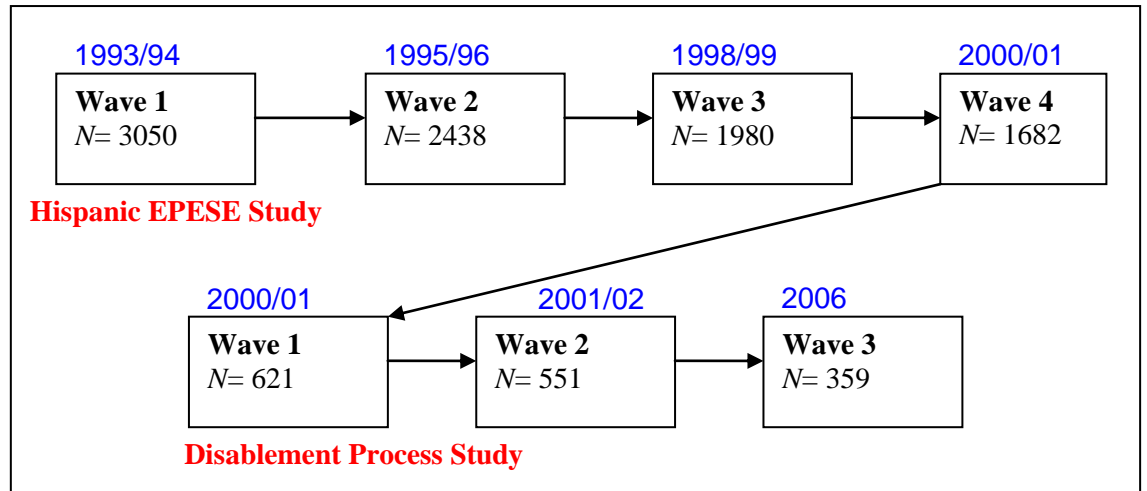 1993/94
1995/96
1998/99
2000/01
Wave 1
N= 3050
Wave 2
N= 2438
Wave 3
N= 1980
Wave 4
N= 1682
Hispanic EPESE Study
2000/01
2001/02
2006
Wave 1
N= 621
Wave 2
N= 551
Wave 3
N= 359
Disablement Process Study